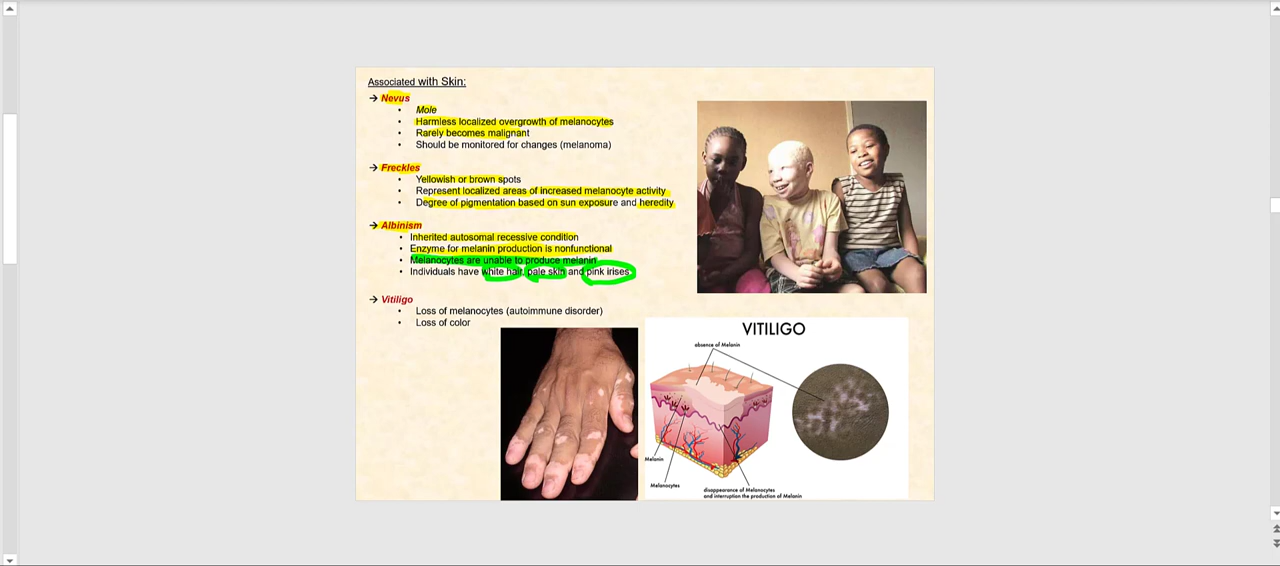 Associated with Skin:
→ Nevus
• Mole
• Harmless localized overgrowth of melanocytes
• Rarely becomes malignant
• Should be monitored for changes (melanoma)
→ Freckles
• Yellowish or brown spots
• Represent localized areas of increased melanocyte activity
• Degree of pigmentation based on sun exposure and heredity
→ Albinism
• Inherited autosomal recessive condition
• Enzyme for melanin production is nonfunctional
• Melanocytes are unable to produce melanin
• Individuals have white hair, pale skin and pink irises
→ Vitiligo
• Loss of melanocytes (autoimmune disorder)
• Loss of color
VITILIGO
absence of Melanin
Melanin
Melanocytes
disappearance of Melanocytes
and interruption the production of Melanin